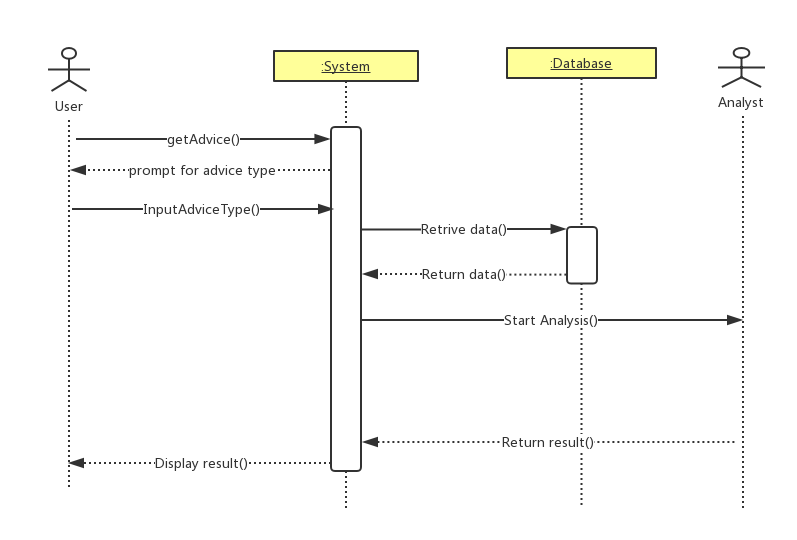 :System
:Database
User
Analyst
getAdvice()
prompt for advice type
InputAdviceType()
Retrive data()
Return data()
Start Analysis()
Return result()
Display result()